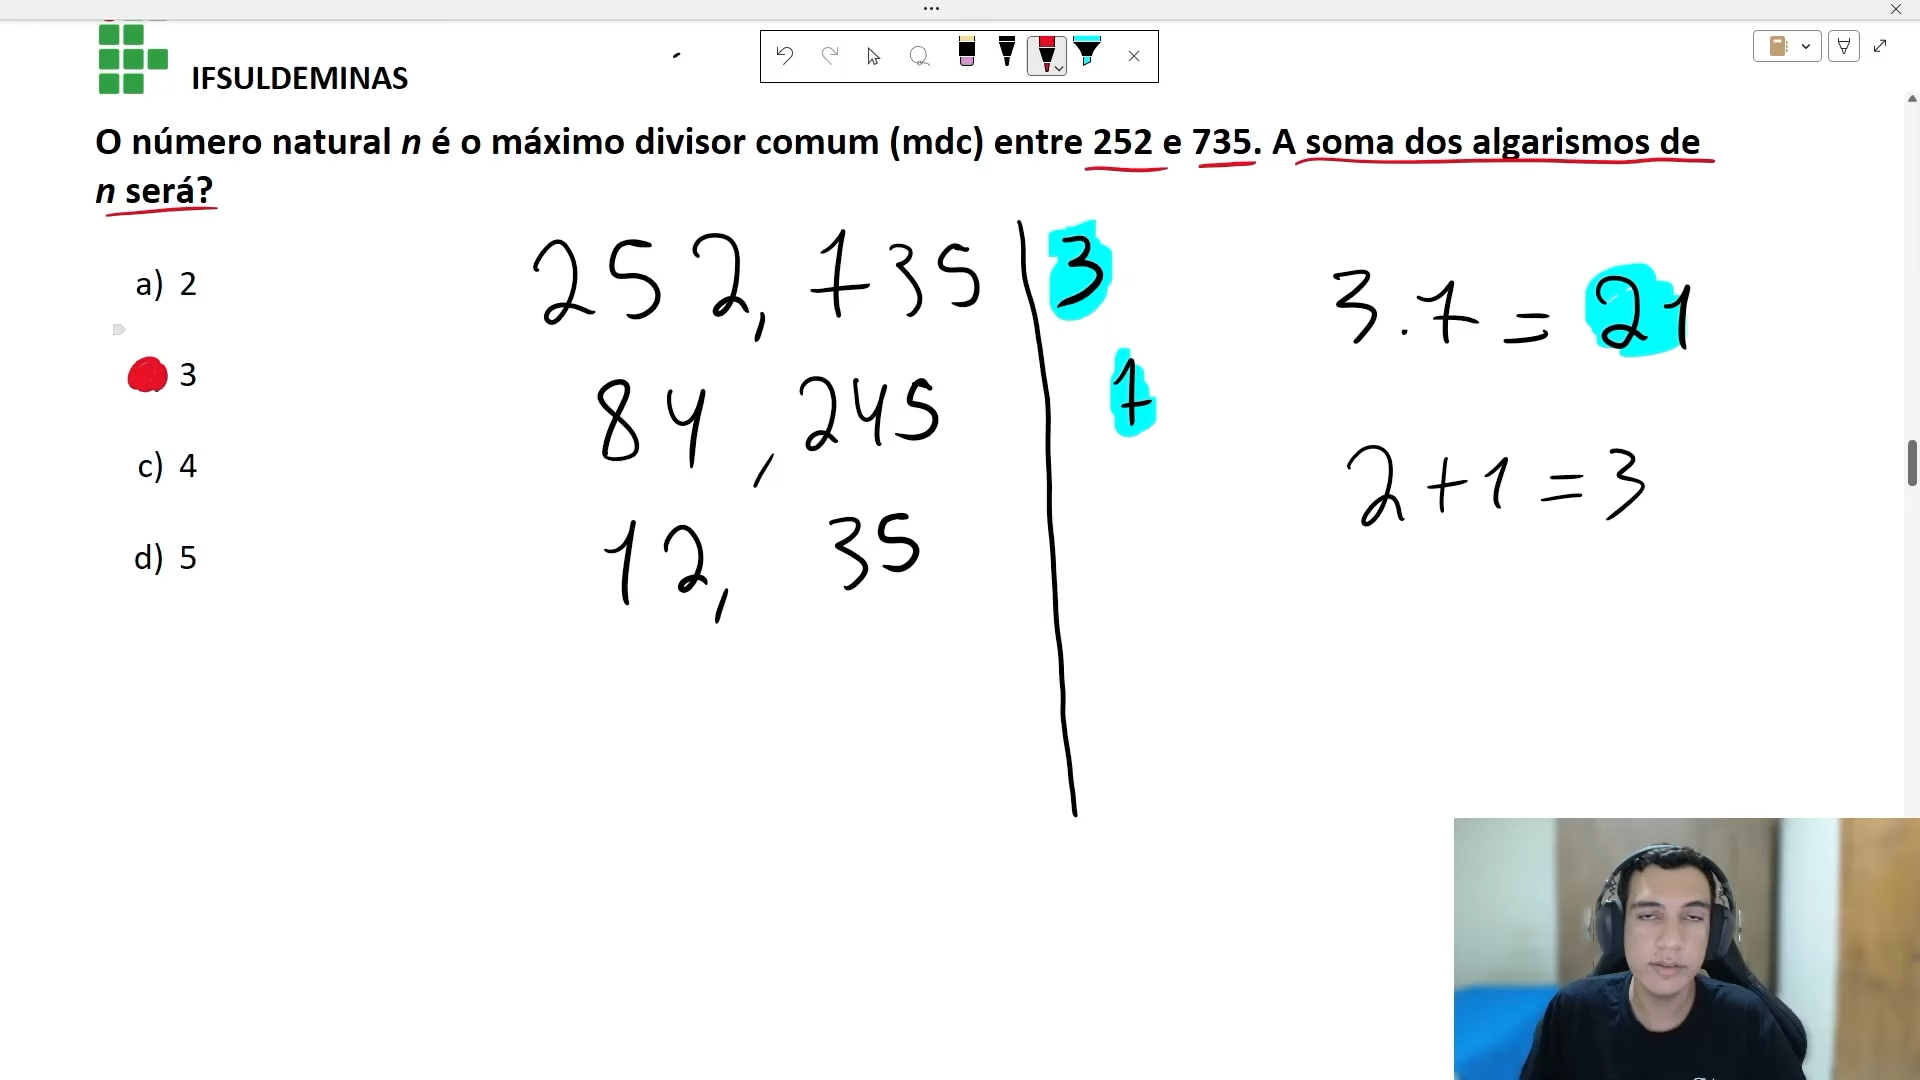 IFSULDEMINAS
O número natural n é o máximo divisor comum (mdc) entre 252 e 735. A soma dos algarismos de
n será?
a) 2
3
c) 4
d) 5
252, 735 3
84, 245 7
12, 35
3.7 = 21
2+1=3